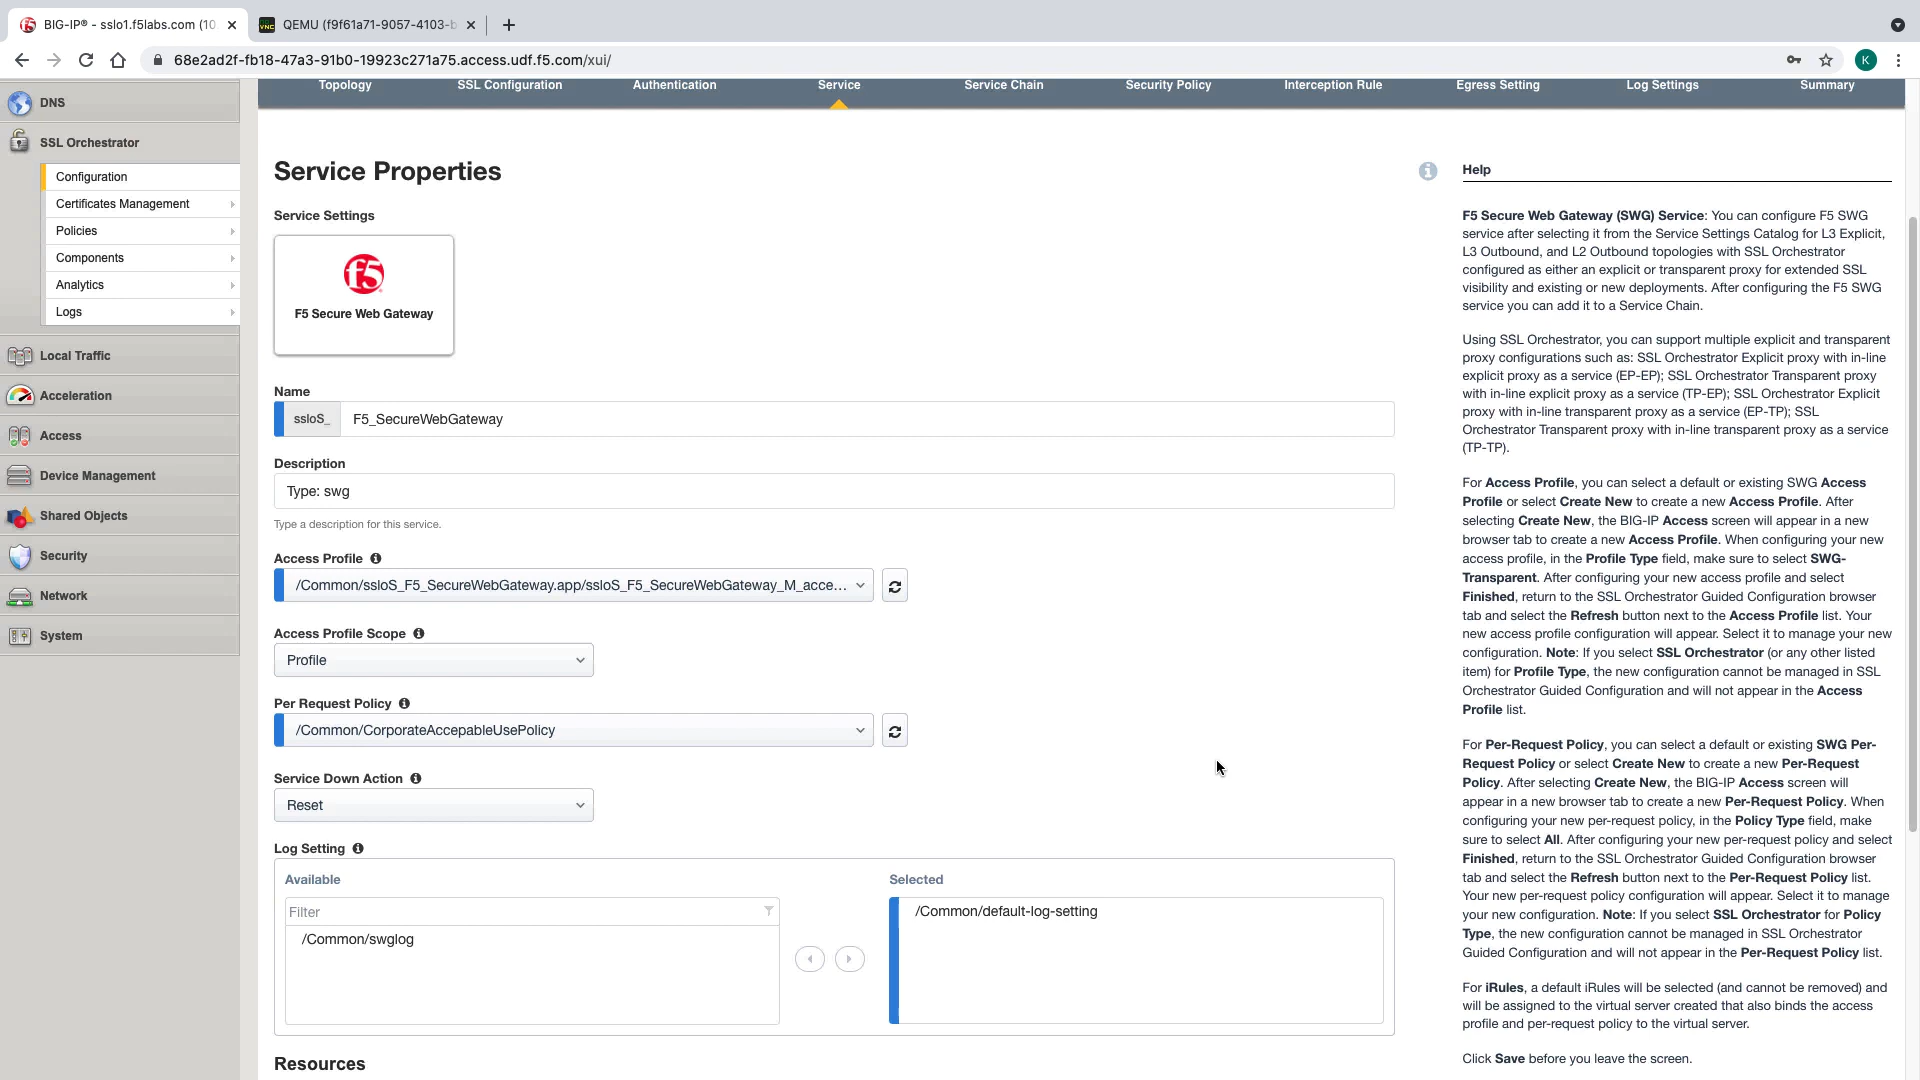 BIG-IP® - sslo1.f5labs.com (10.
QEMU (f9f61a71-9057-4103-b
68e2ad2f-fb18-47a3-91b0-19923c271a75.access.udf.f5.com/xui/
K
Topology
SSL Configuration
Authentication
Service
Service Chain
Security Policy
Interception Rule
Egress Setting
Log Settings
Summary
DNS
SSL Orchestrator
Configuration
Certificates Management
Policies
Components
Analytics
Logs
Local Traffic
Acceleration
Access
Device Management
Shared Objects
Security
Network
System
Service Properties
Service Settings
f5
F5 Secure Web Gateway
Name
ssloS_
F5_SecureWebGateway
Description
Type: swg
Type a description for this service.
Access Profile
/Common/ssloS_F5_SecureWebGateway.app/ssloS_F5_SecureWebGateway_M_acce...
Access Profile Scope
Profile
Per Request Policy
/Common/CorporateAccepableUsePolicy
Service Down Action
Reset
Log Setting
Available
Filter
/Common/swglog
Selected
/Common/default-log-setting
Resources
Help
F5 Secure Web Gateway (SWG) Service: You can configure F5 SWG
service after selecting it from the Service Settings Catalog for L3 Explicit,
L3 Outbound, and L2 Outbound topologies with SSL Orchestrator
configured as either an explicit or transparent proxy for extended SSL
visibility and existing or new deployments. After configuring the F5 SWG
service you can add it to a Service Chain.
Using SSL Orchestrator, you can support multiple explicit and transparent
proxy configurations such as: SSL Orchestrator Explicit proxy with in-line
explicit proxy as a service (EP-EP); SSL Orchestrator Transparent proxy
with in-line explicit proxy as a service (TP-EP); SSL Orchestrator Explicit
proxy with in-line transparent proxy as a service (EP-TP); SSL
Orchestrator Transparent proxy with in-line transparent proxy as a service
(TP-TP).
For Access Profile, you can select a default or existing SWG Access
Profile or select Create New to create a new Access Profile. After
selecting Create New, the BIG-IP Access screen will appear in a new
browser tab to create a new Access Profile. When configuring your new
access profile, in the Profile Type field, make sure to select SWG-
Transparent. After configuring your new access profile and select
Finished, return to the SSL Orchestrator Guided Configuration browser
tab and select the Refresh button next to the Access Profile list. Your
new access profile configuration will appear. Select it to manage your new
configuration. Note: If you select SSL Orchestrator (or any other listed
item) for Profile Type, the new configuration cannot be managed in SSL
Orchestrator Guided Configuration and will not appear in the Access
Profile list.
For Per-Request Policy, you can select a default or existing SWG Per-
Request Policy or select Create New to create a new Per-Request
Policy. After selecting Create New, the BIG-IP Access screen will
appear in a new browser tab to create a new Per-Request Policy. When
configuring your new per-request policy, in the Policy Type field, make
sure to select All. After configuring your new per-request policy and select
Finished, return to the SSL Orchestrator Guided Configuration browser
tab and select the Refresh button next to the Per-Request Policy list.
Your new per-request policy configuration will appear. Select it to manage
your new configuration. Note: If you select SSL Orchestrator for Policy
Type, the new configuration cannot be managed in SSL Orchestrator
Guided Configuration and will not appear in the Per-Request Policy list.
For iRules, a default iRules will be selected (and cannot be removed) and
will be assigned to the virtual server created that also binds the access
profile and per-request policy to the virtual server.
Click Save before you leave the screen.